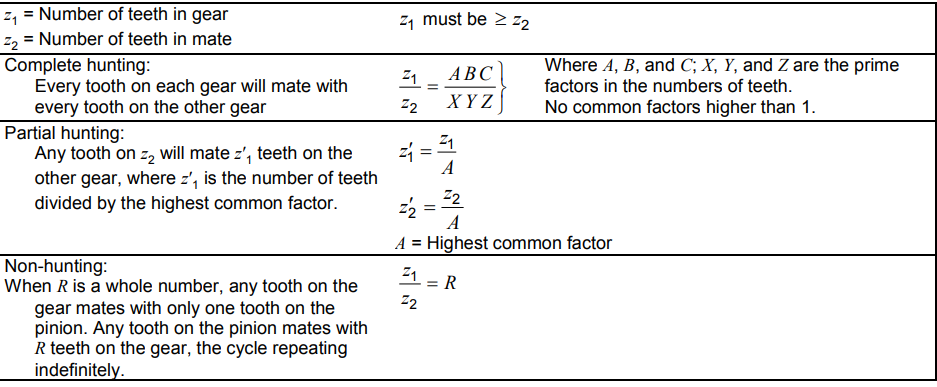 z1 = Number of teeth in gear
z2 = Number of teeth in mate
z1 must be ≥ z2
Complete hunting:
Every tooth on each gear will mate with
every tooth on the other gear
z1/z2 = A B C / X Y Z }
Where A, B, and C; X, Y, and Z are the prime
factors in the numbers of teeth.
No common factors higher than 1.
Partial hunting:
Any tooth on z2 will mate z′1 teeth on the
other gear, where z′1 is the number of teeth
divided by the highest common factor.
z′1 = z1/A
z′2 = z2/A
A = Highest common factor
Non-hunting:
When R is a whole number, any tooth on the
gear mates with only one tooth on the
pinion. Any tooth on the pinion mates with
R teeth on the gear, the cycle repeating
indefinitely.
z1/z2 = R